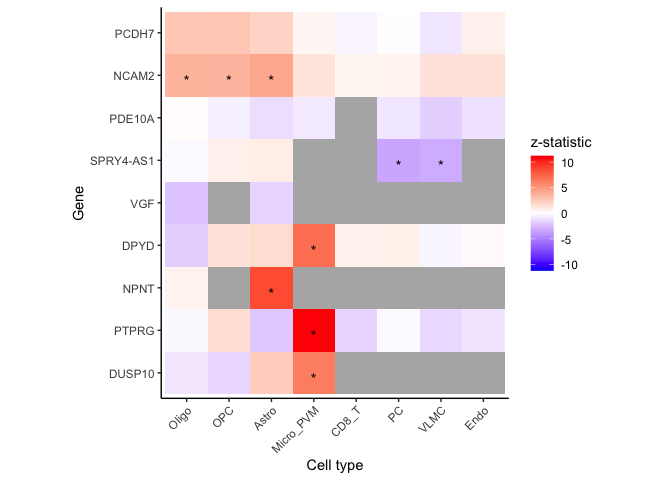 PCDH7
NCAM2
* * *
PDE10A
SPRY4-AS1
* *
VGF
DPYD
*
NPNT
*
PTPRG
*
DUSP10
*
Gene
Oligo
OPC
Astro
Micro_PVM
CD8_T
PC
VLMC
Endo
Cell type
z-statistic
10
5
0
-5
-10